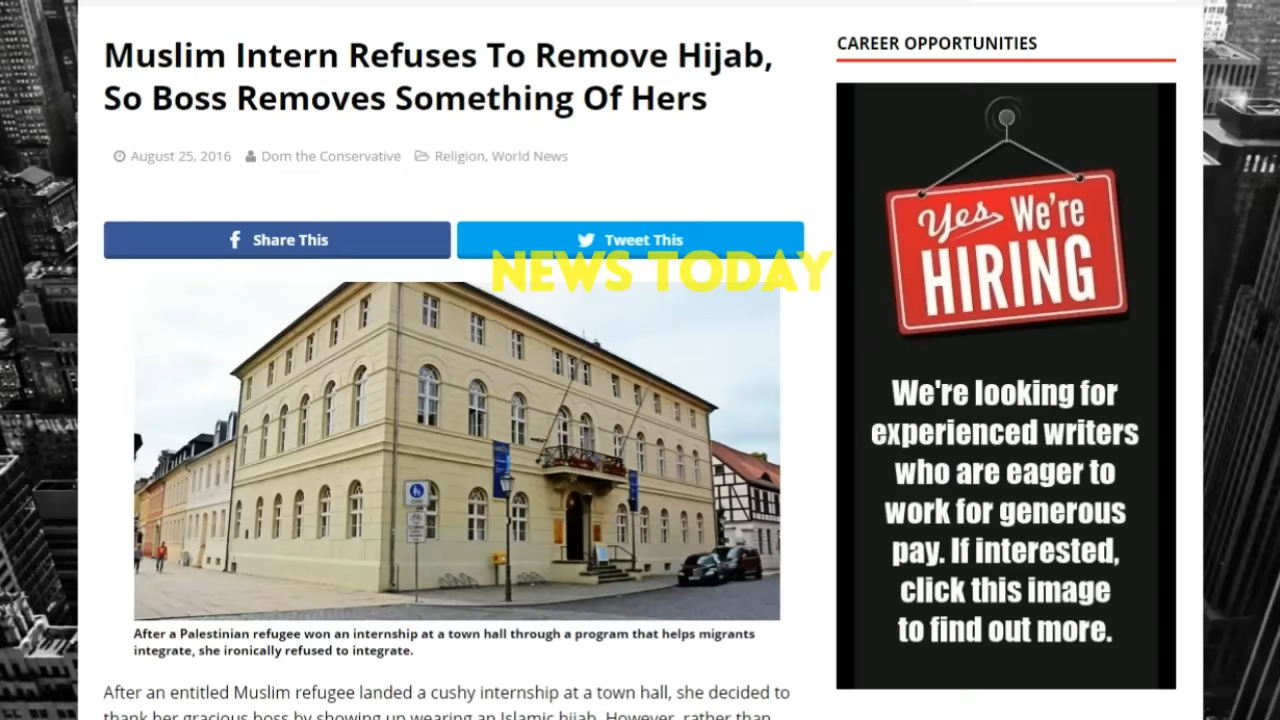 Muslim Intern Refuses To Remove Hijab,
So Boss Removes Something Of Hers
August 25, 2016 Dom the Conservative Religion, World News
Share This
Tweet This
NEWS TODAY
After a Palestinian refugee won an internship at a town hall through a program that helps migrants
integrate, she ironically refused to integrate.
After an entitled Muslim refugee landed a cushy internship at a town hall, she decided to
thank her gracious boss by showing up wearing an Islamic hijab. However, rather than
CAREER OPPORTUNITIES
Yes We're
HIRING
We're looking for
experienced writers
who are eager to
work for generous
pay. If interested,
click this image
to find out more.